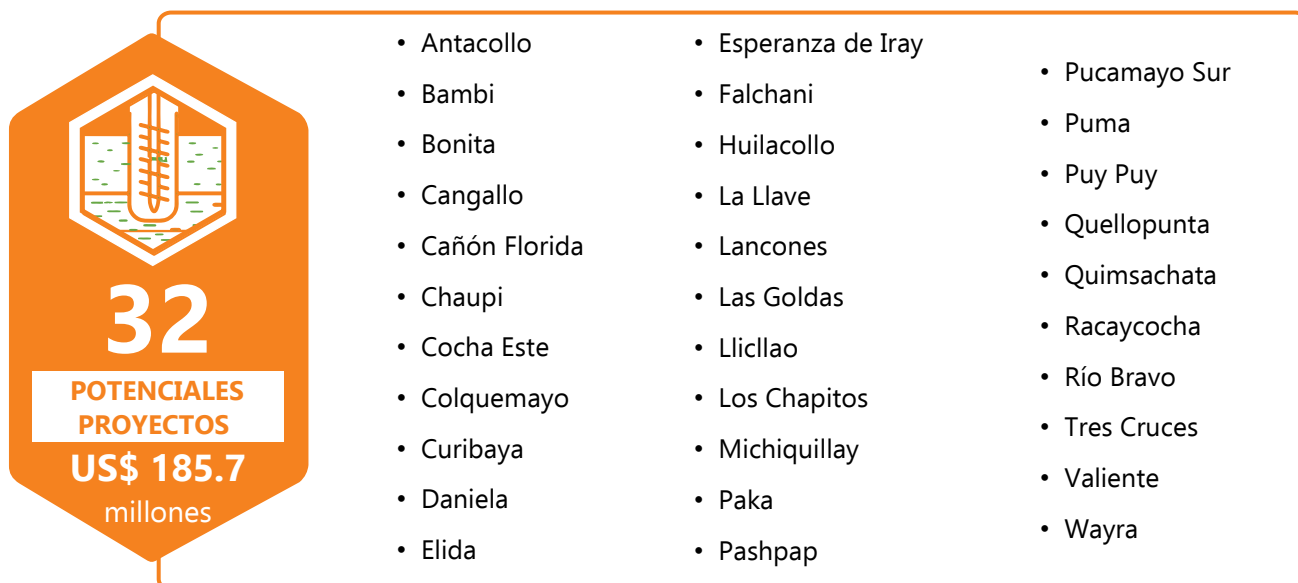 32
POTENCIALES
PROYECTOS
US$ 185.7
millones
• Antacollo
• Bambi
• Bonita
• Cangallo
• Cañón Florida
• Chaupi
• Cocha Este
• Colquemayo
• Curibaya
• Daniela
• Elida
• Esperanza de Iray
• Falchani
• Huilacollo
• La Llave
• Lancones
• Las Goldas
• Llicllao
• Los Chapitos
• Michiquillay
• Paka
• Pashpap
• Pucamayo Sur
• Puma
• Puy Puy
• Quellopunta
• Quimsachata
• Racaycocha
• Río Bravo
• Tres Cruces
• Valiente
• Wayra